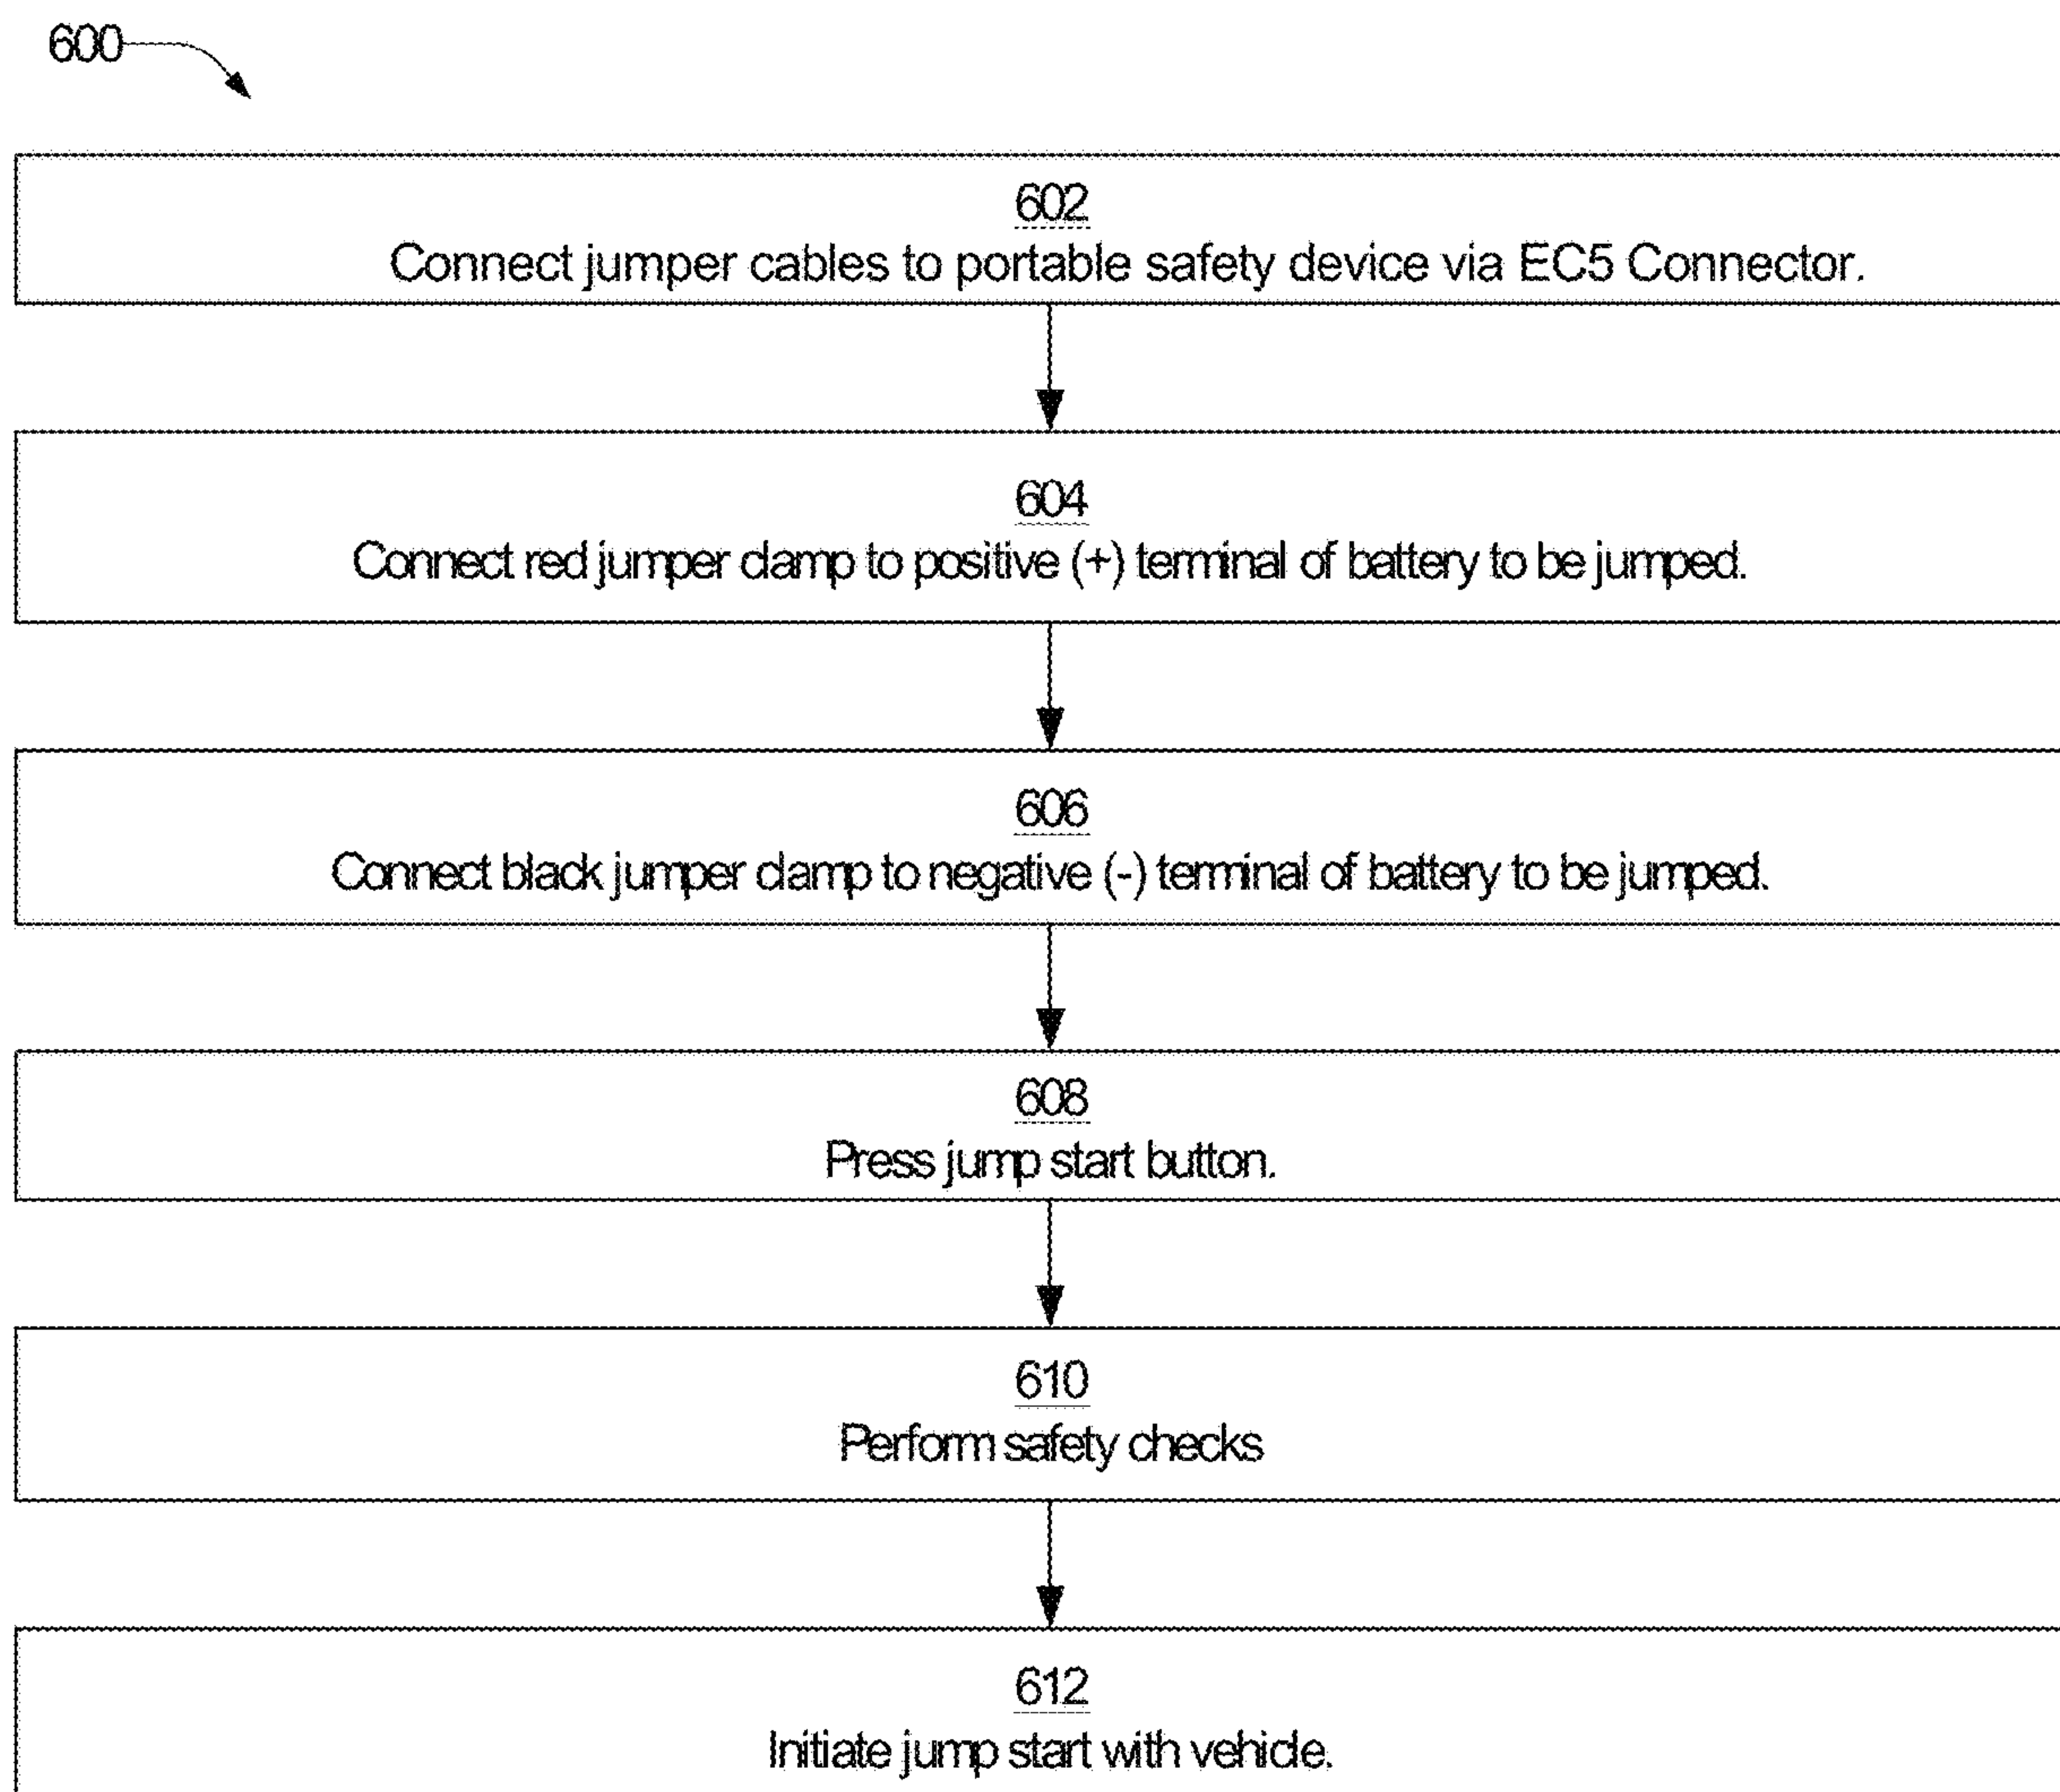 600
602
Connect jumper cables to portable safety device via EC5 Connector.
604
Connect red jumper clamp to positive (+) terminal of battery to be jumped.
606
Connect black jumper clamp to negative (-) terminal of battery to be jumped.
608
Press jump start button.
610
Perform safety checks
612
Initiate jump start with vehicle.